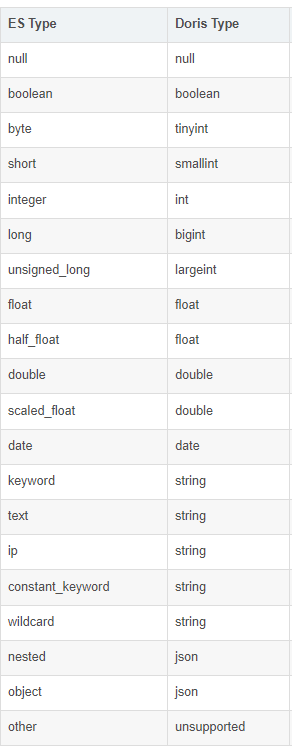 ES Type Doris Type
null null
boolean boolean
byte tinyint
short smallint
integer int
long bigint
unsigned_long largeint
float float
half_float float
double double
scaled_float double
date date
keyword string
text string
ip string
constant_keyword string
wildcard string
nested json
object json
other unsupported